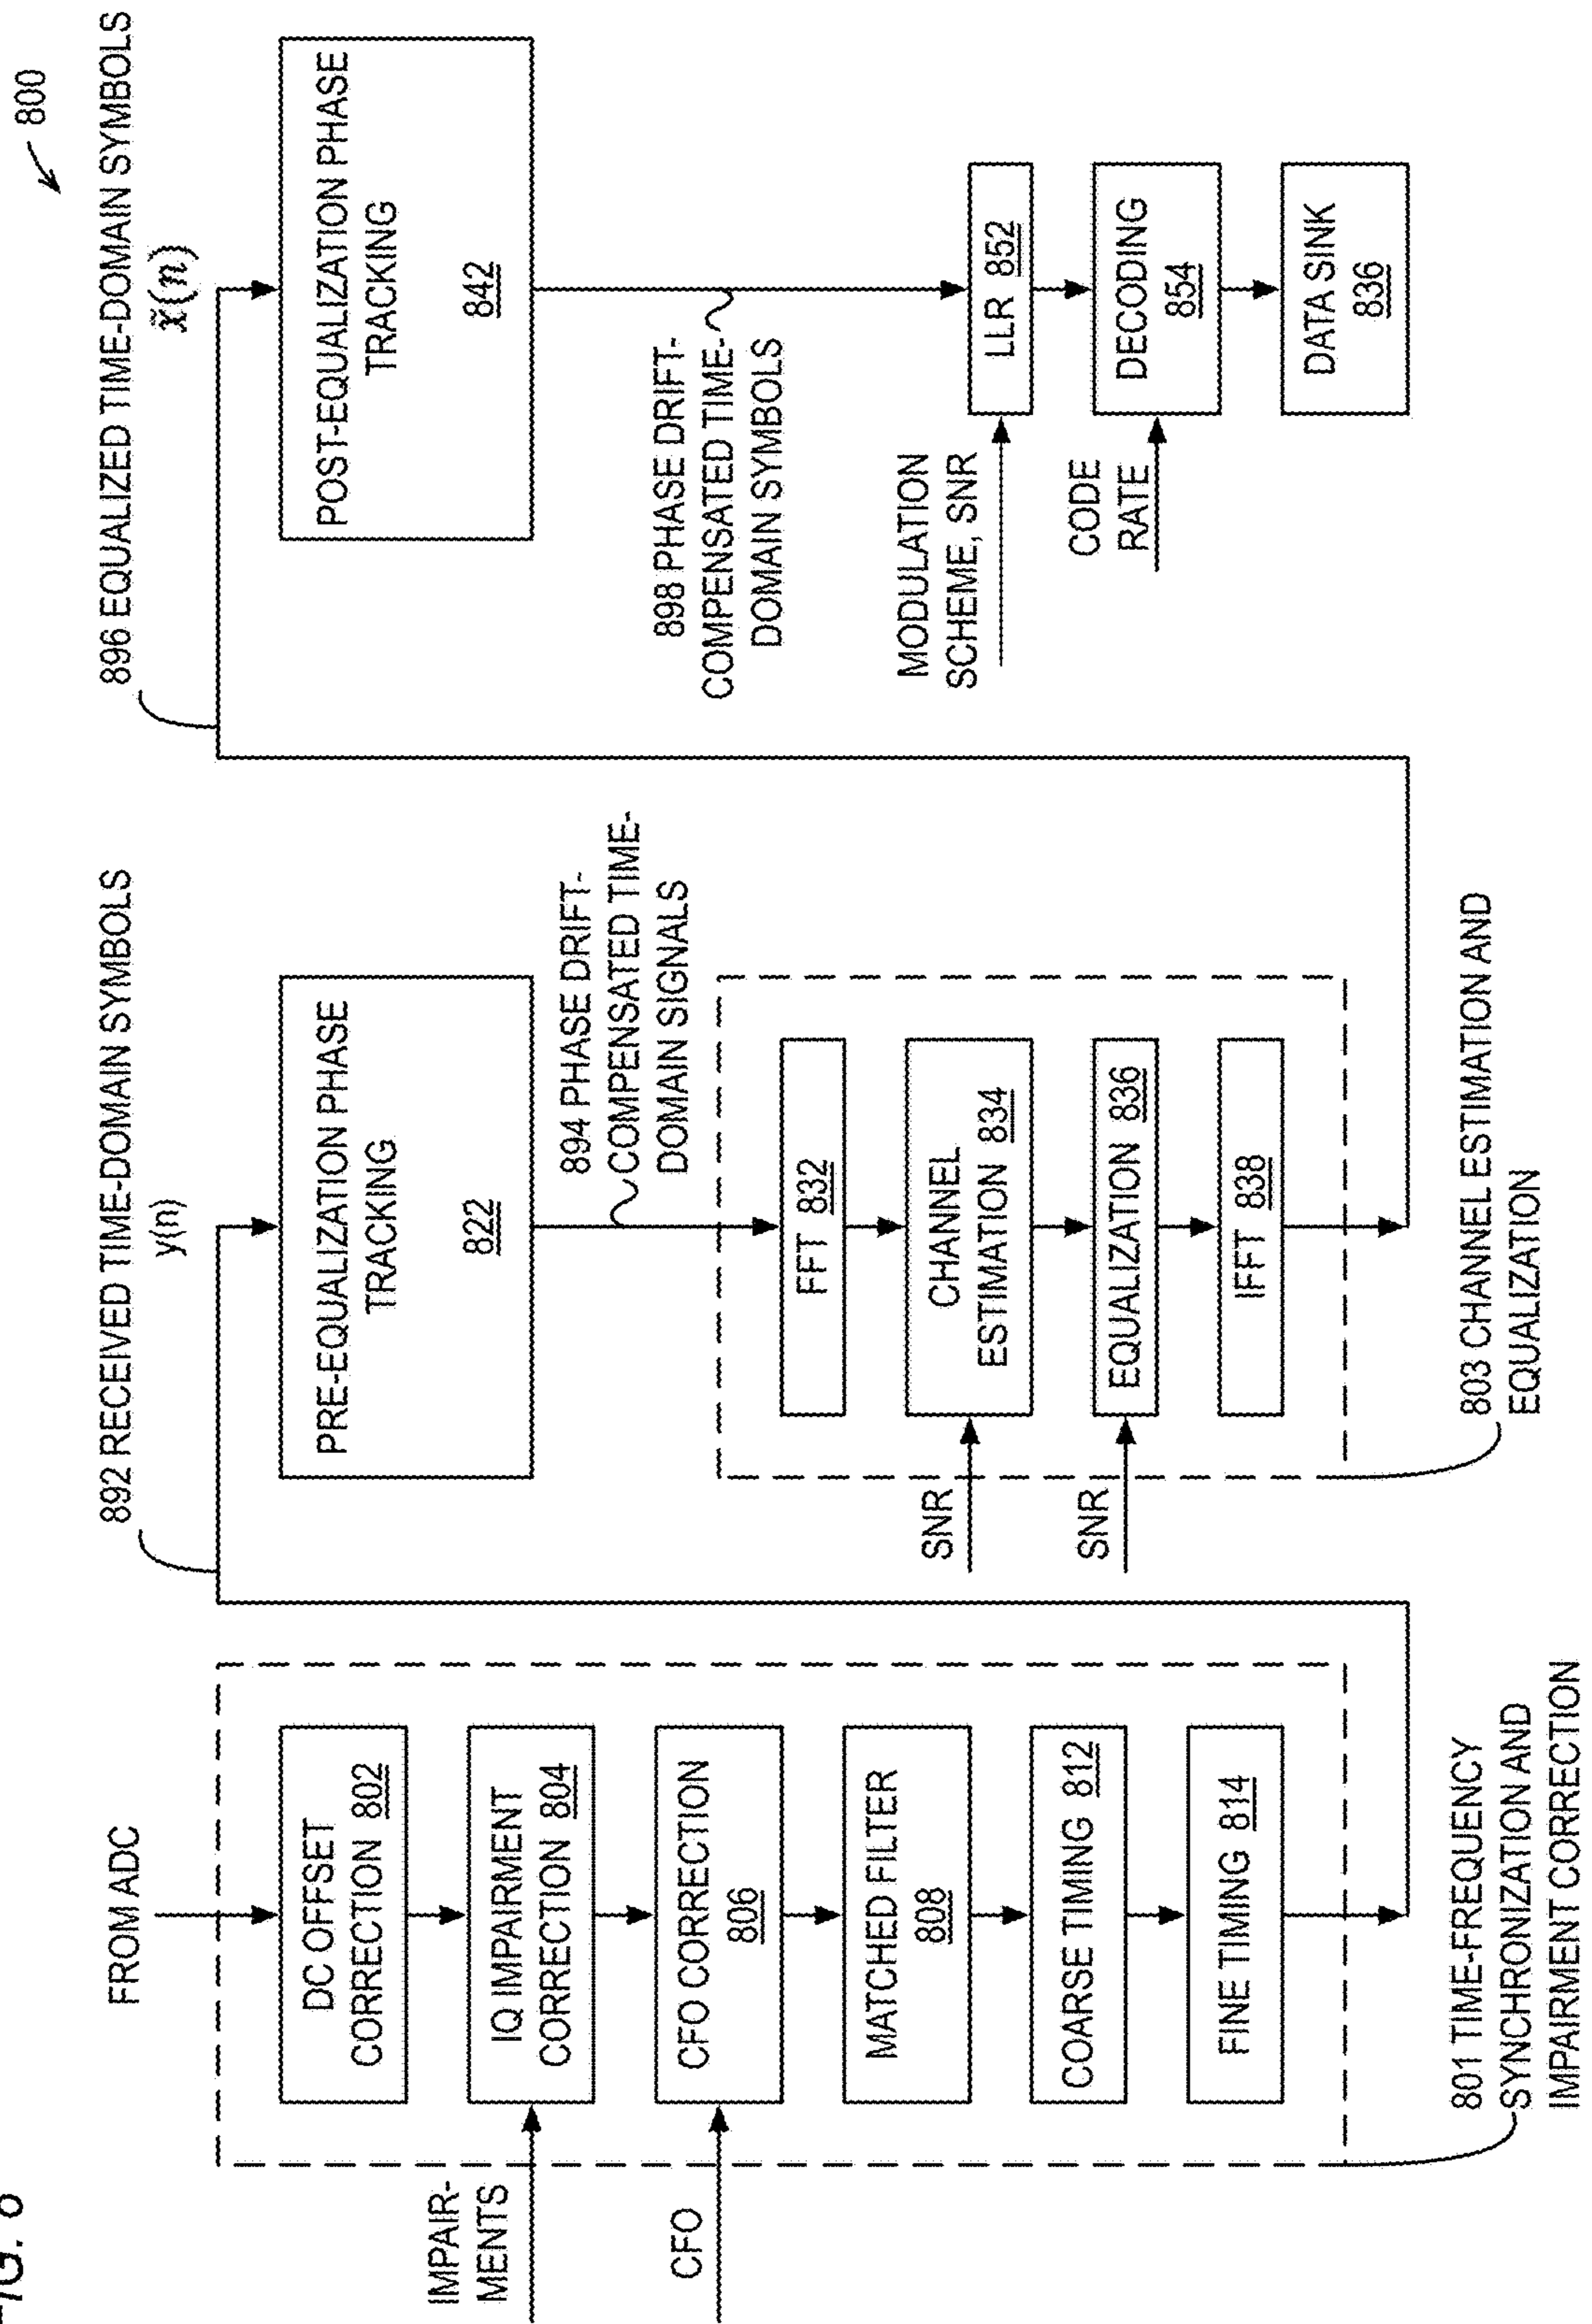 FIG. 8
800
FROM ADC
DC OFFSET
CORRECTION 802
IMPAIR-
MENTS
IQ IMPAIRMENT
CORRECTION 804
CFO
CFO CORRECTION
806
MATCHED FILTER
808
COARSE TIMING 812
FINE TIMING 814
801 TIME-FREQUENCY
SYNCHRONIZATION AND
IMPAIRMENT CORRECTION
892 RECEIVED TIME-DOMAIN SYMBOLS
y(n)
PRE-EQUALIZATION PHASE
TRACKING
822
894 PHASE DRIFT-
COMPENSATED TIME-
DOMAIN SIGNALS
FFT 832
SNR
CHANNEL
ESTIMATION 834
SNR
EQUALIZATION 836
IFFT 838
803 CHANNEL ESTIMATION AND
EQUALIZATION
896 EQUALIZED TIME-DOMAIN SYMBOLS
x̃(n)
POST-EQUALIZATION PHASE
TRACKING
842
898 PHASE DRIFT-
COMPENSATED TIME-
DOMAIN SYMBOLS
MODULATION
SCHEME, SNR
LLR 852
CODE
RATE
DECODING
854
DATA SINK
836